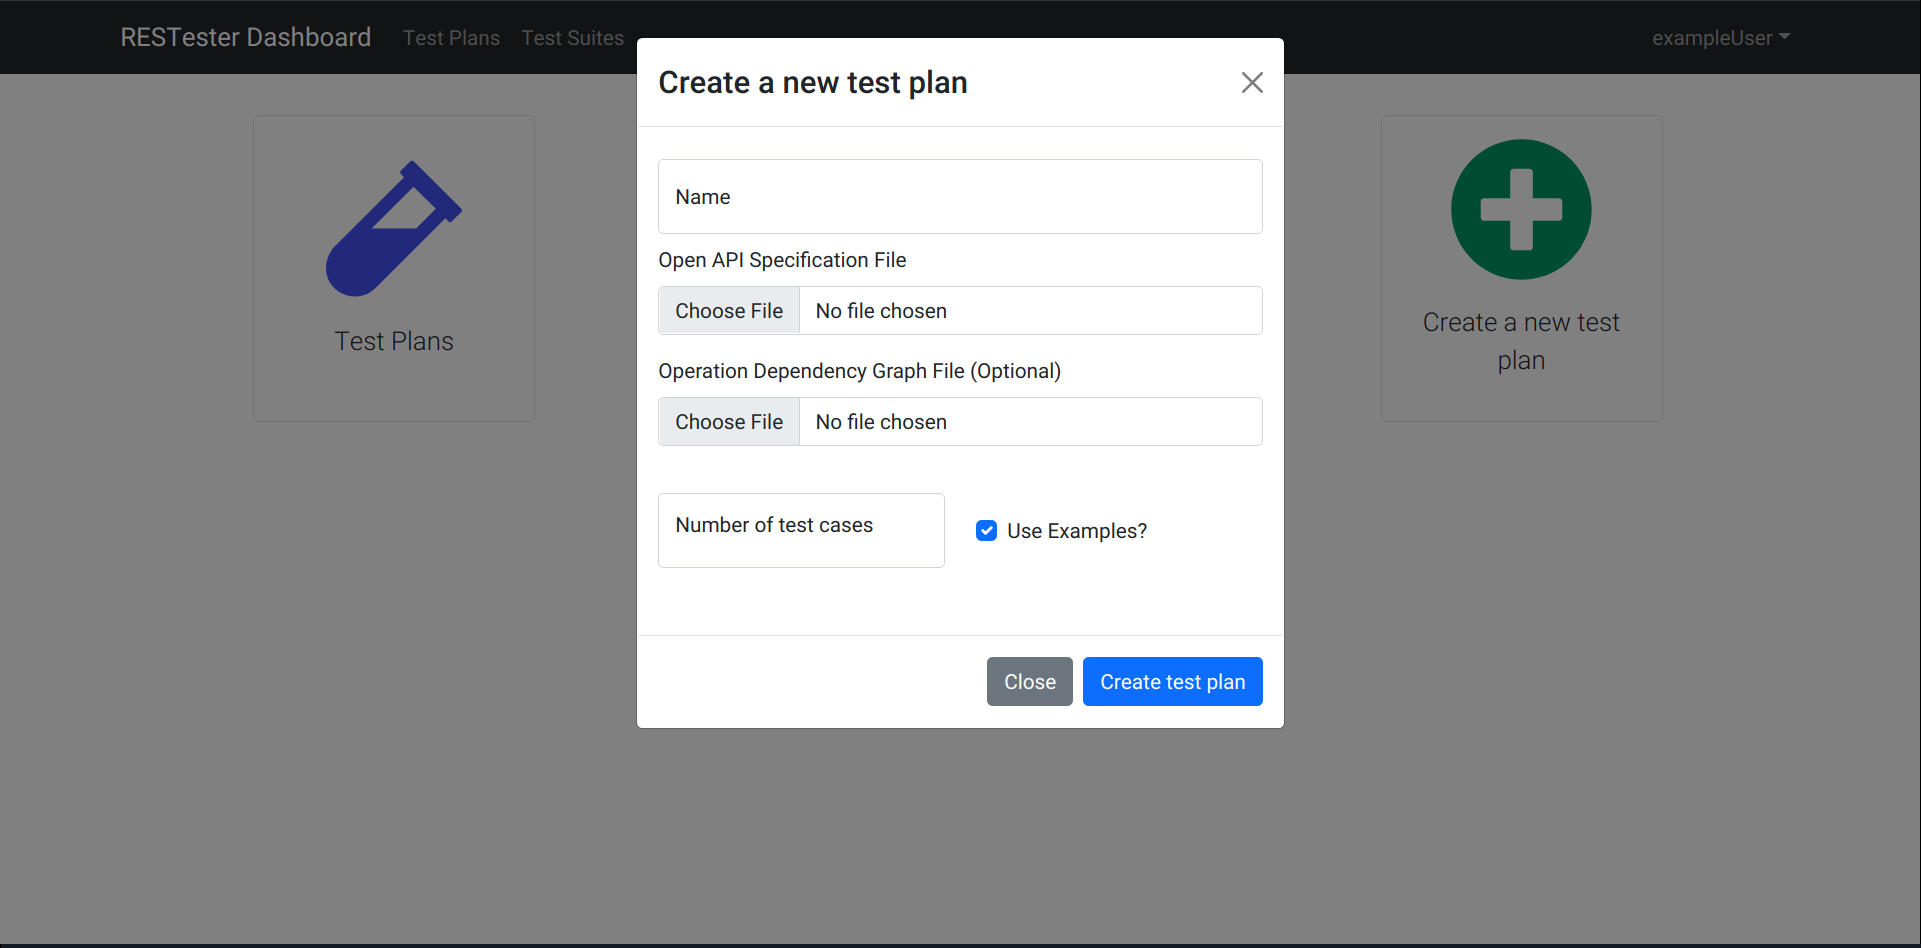 RESTester Dashboard Test Plans Test Suites exampleUser
Create a new test plan
Name
Open API Specification File
Choose File No file chosen
Operation Dependency Graph File (Optional)
Choose File No file chosen
Number of test cases
Use Examples?
Close Create test plan
Test Plans
Create a new test
plan